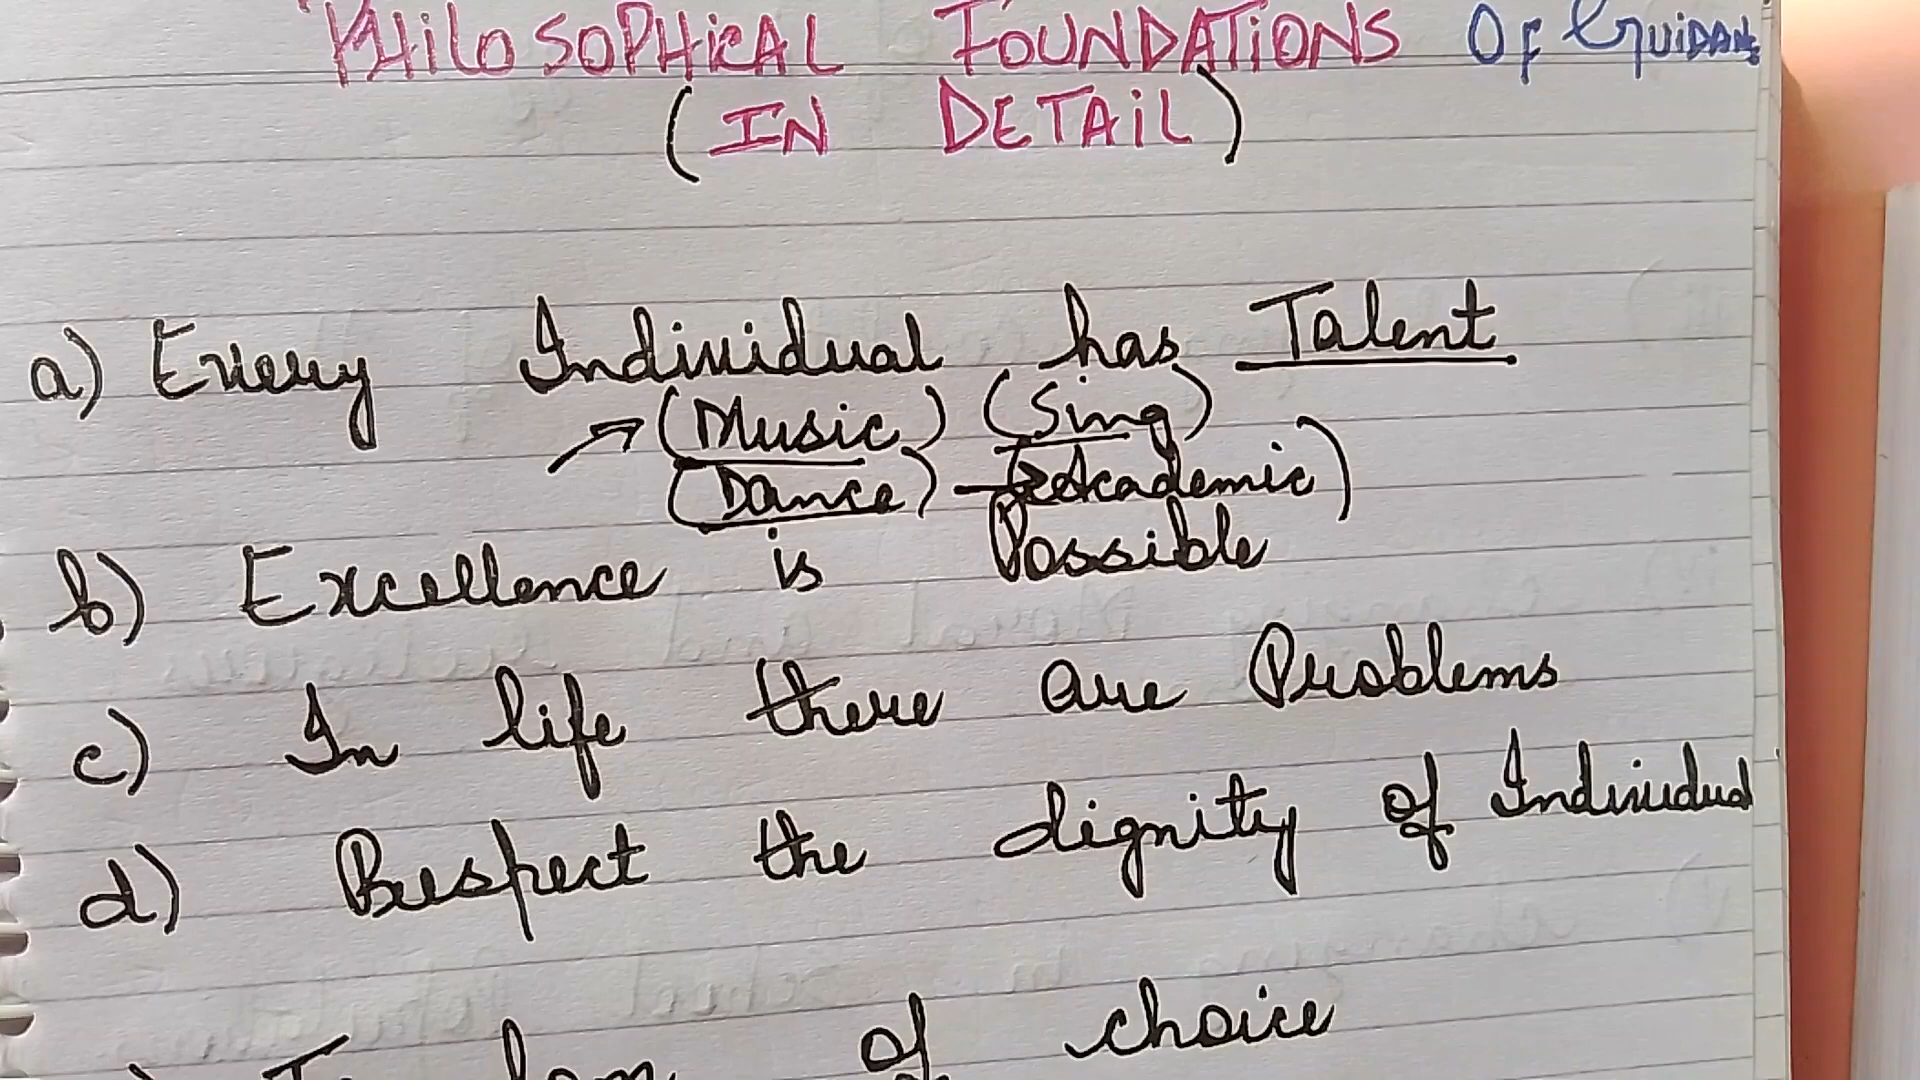 PHILOSOPHICAL FOUNDATIONS OF GUIDANC
(IN DETAIL)
a) Every Individual has Talent
→ (Music) (Sing)
(Dance) → (Academic)
b) Excellence is Possible
c) In life there are Problems
d) Respect the dignity of Individual
of choice